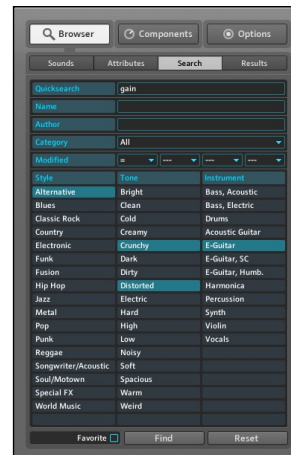 Browser Components Options
Sounds Attributes Search Results
Quicksearch gain
Name
Author
Category All
Modified = --- --- ---
Style Tone Instrument
Alternative Bright Bass, Acoustic
Blues Clean Bass, Electric
Classic Rock Cold Drums
Country Creamy Acoustic Guitar
Electronic Crunchy E-Guitar
Funk Dark E-Guitar, SC
Fusion Dirty E-Guitar, Humb.
Hip Hop Distorted Harmonica
Jazz Electric Percussion
Metal Hard Synth
Pop High Violin
Punk Low Vocals
Reggae Noisy
Songwriter/Acoustic Soft
Soul/Motown Spacious
Special FX Warm
World Music Weird
Favorite Find Reset